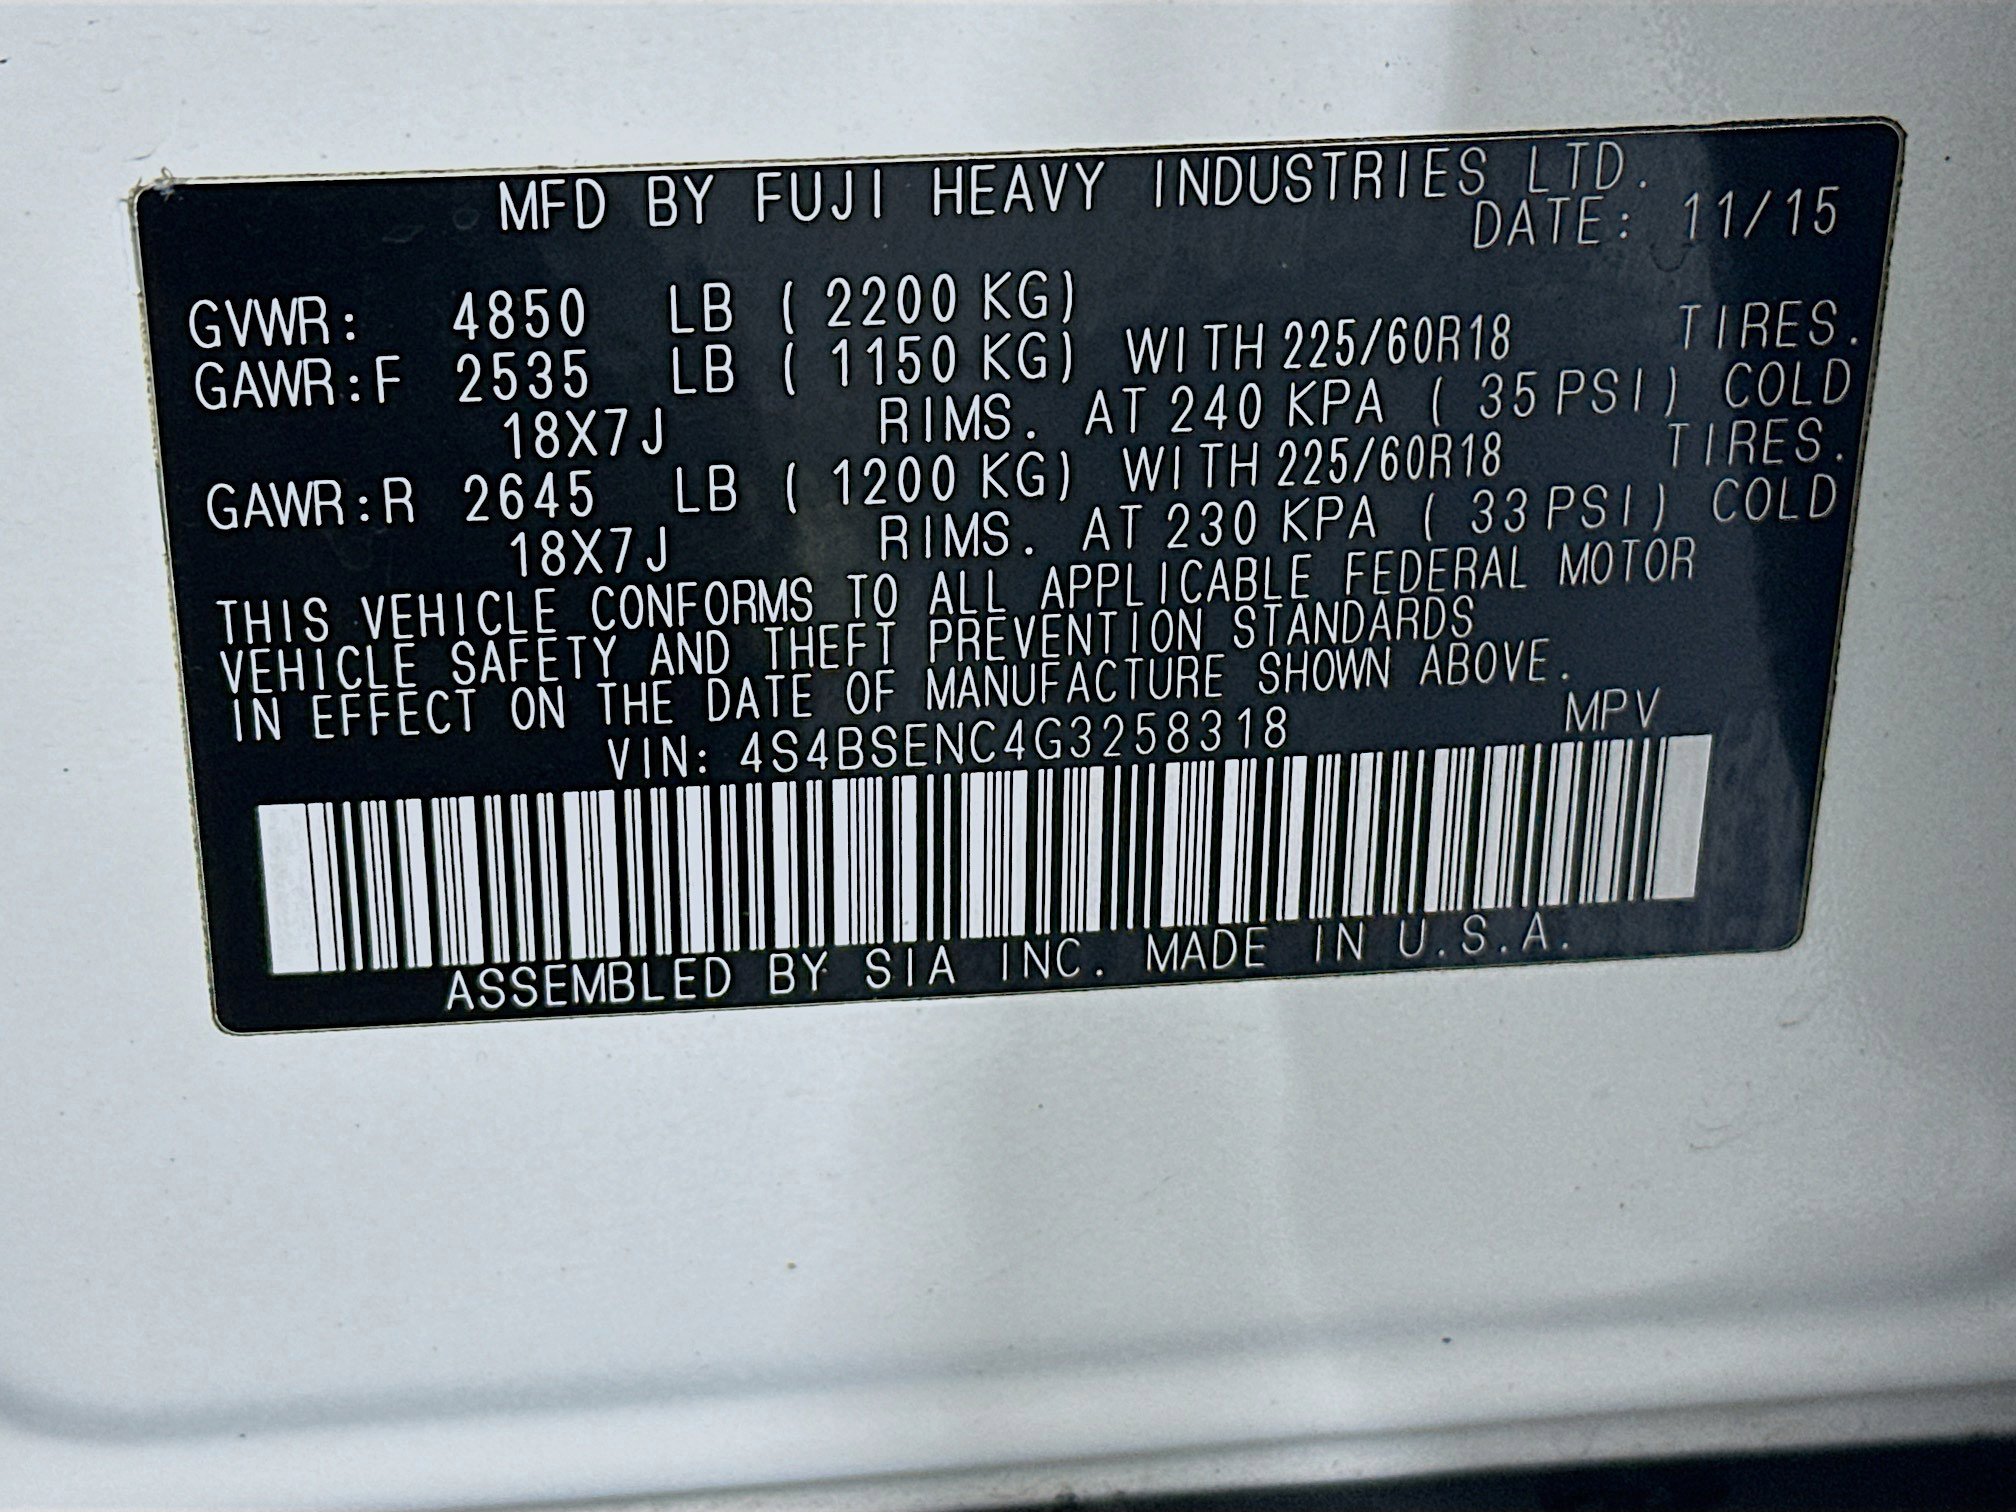 MFD BY FUJI HEAVY INDUSTRIES LTD.
DATE: 11/15
GVWR: 4850 LB ( 2200 KG)
GAWR:F 2535 LB ( 1150 KG) WITH 225/60R18 TIRES.
18X7J RIMS. AT 240 KPA ( 35 PSI) COLD
GAWR:R 2645 LB ( 1200 KG) WITH 225/60R18 TIRES.
18X7J RIMS. AT 230 KPA ( 33 PSI) COLD
THIS VEHICLE CONFORMS TO ALL APPLICABLE FEDERAL MOTOR
VEHICLE SAFETY AND THEFT PREVENTION STANDARDS
IN EFFECT ON THE DATE OF MANUFACTURE SHOWN ABOVE.
VIN: 4S4BSENC4G3258318 MPV
ASSEMBLED BY SIA INC. MADE IN U.S.A.